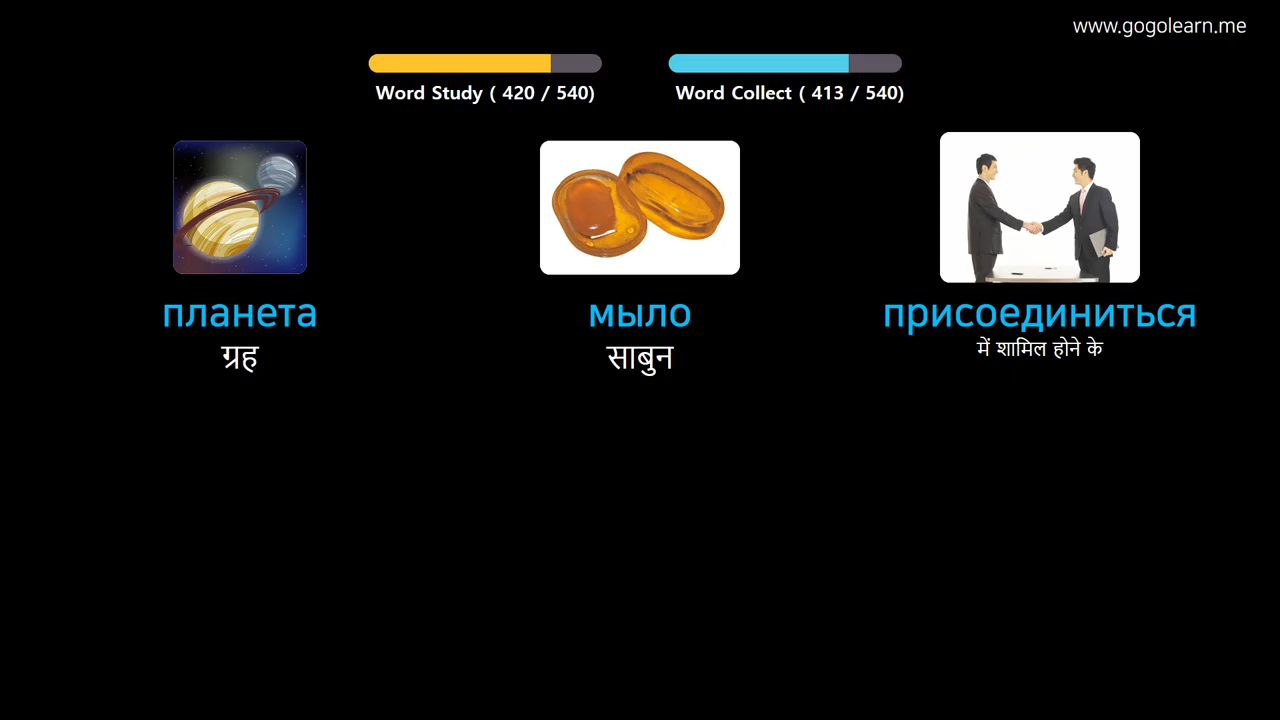 www.gogolearn.me
Word Study ( 420 / 540)
Word Collect ( 413 / 540)
планета
ग्रह
мыло
साबुन
присоединиться
में शामिल होने के